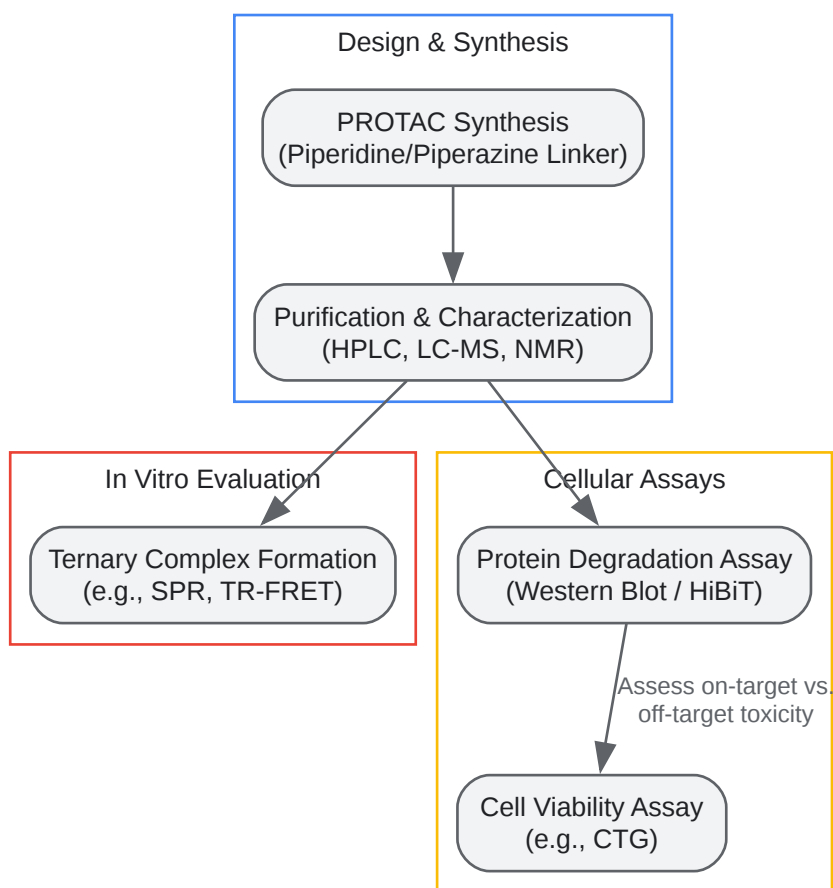 Design & Synthesis
PROTAC Synthesis
(Piperidine/Piperazine Linker)
Purification & Characterization
(HPLC, LC-MS, NMR)
In Vitro Evaluation
Ternary Complex Formation
(e.g., SPR, TR-FRET)
Cellular Assays
Protein Degradation Assay
(Western Blot / HiBiT)
Assess on-target vs.
off-target toxicity
Cell Viability Assay
(e.g., CTG)